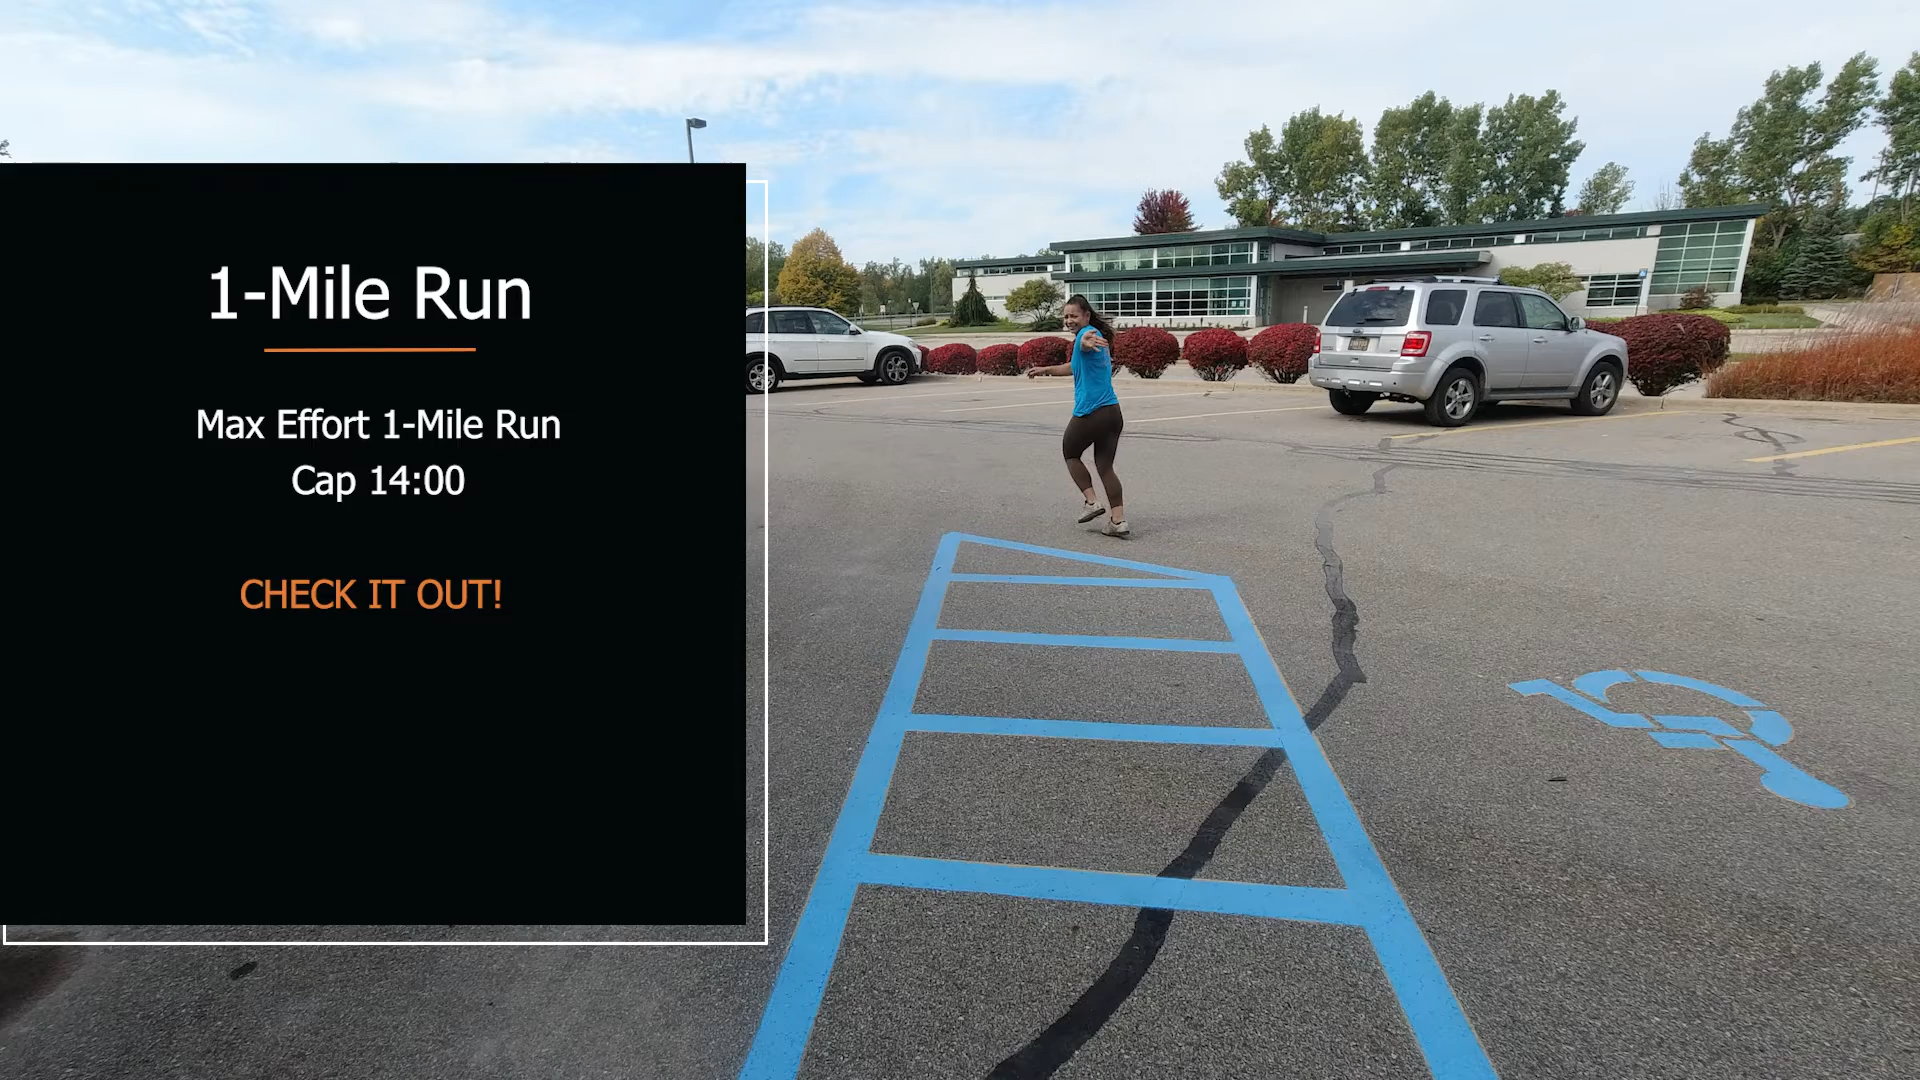 1-Mile Run
Max Effort 1-Mile Run
Cap 14:00
CHECK IT OUT!